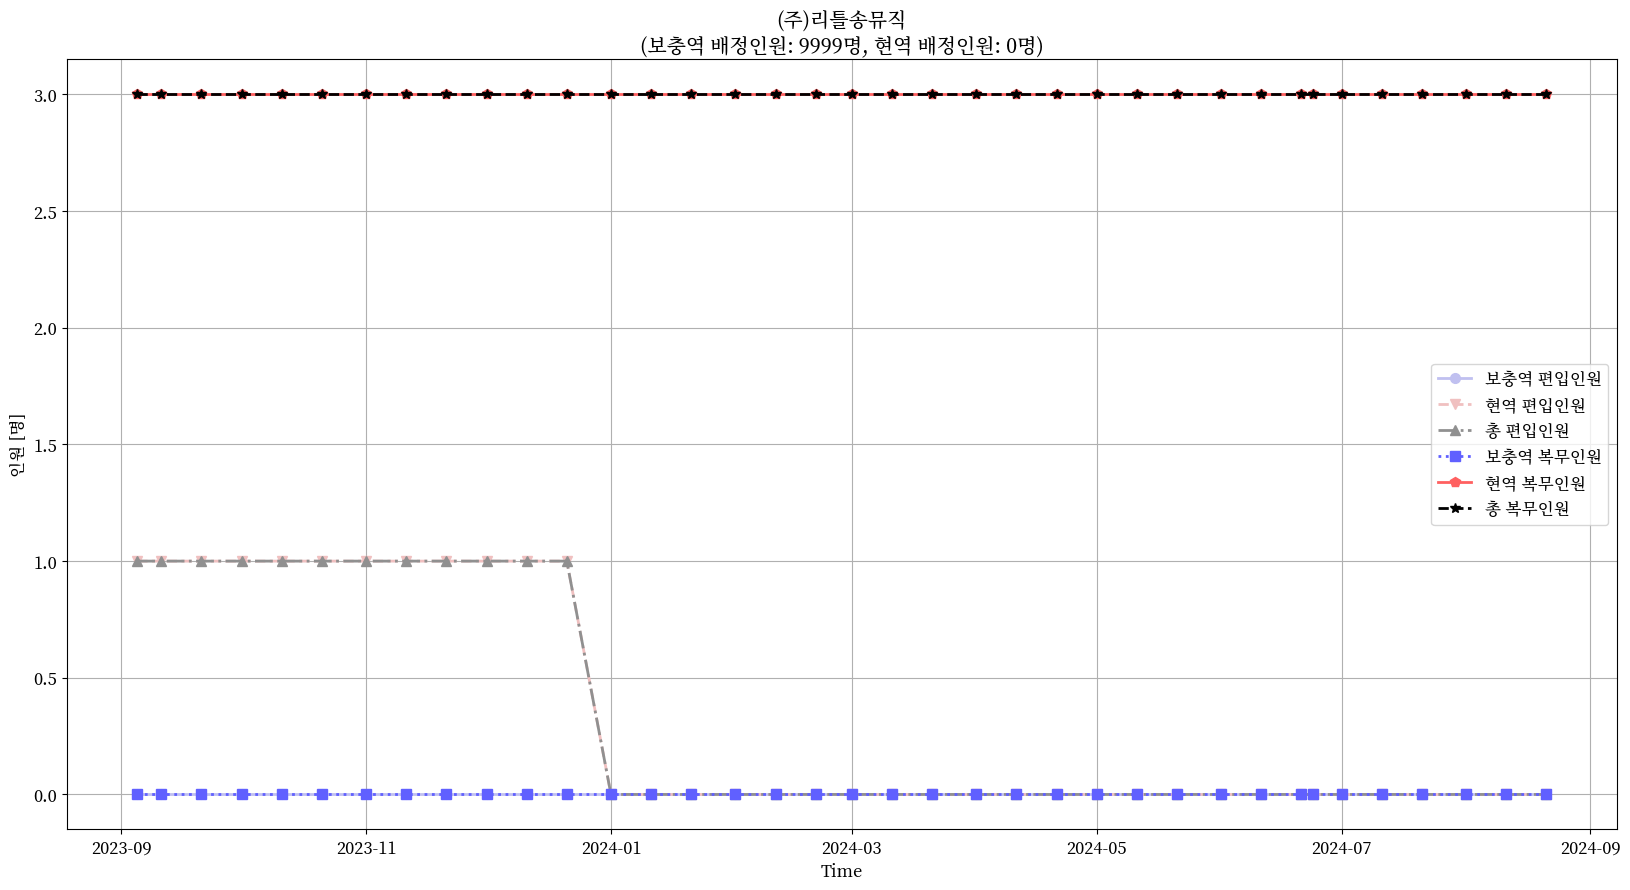 (주)리틀송뮤직
(보충역 배정인원: 9999명, 현역 배정인원: 0명)
3.0
2.5
2.0
1.5
1.0
0.5
0.0
인원 [명]
보충역 편입인원
현역 편입인원
총 편입인원
보충역 복무인원
현역 복무인원
총 복무인원
2023-09
2023-11
2024-01
2024-03
2024-05
2024-07
2024-09
Time